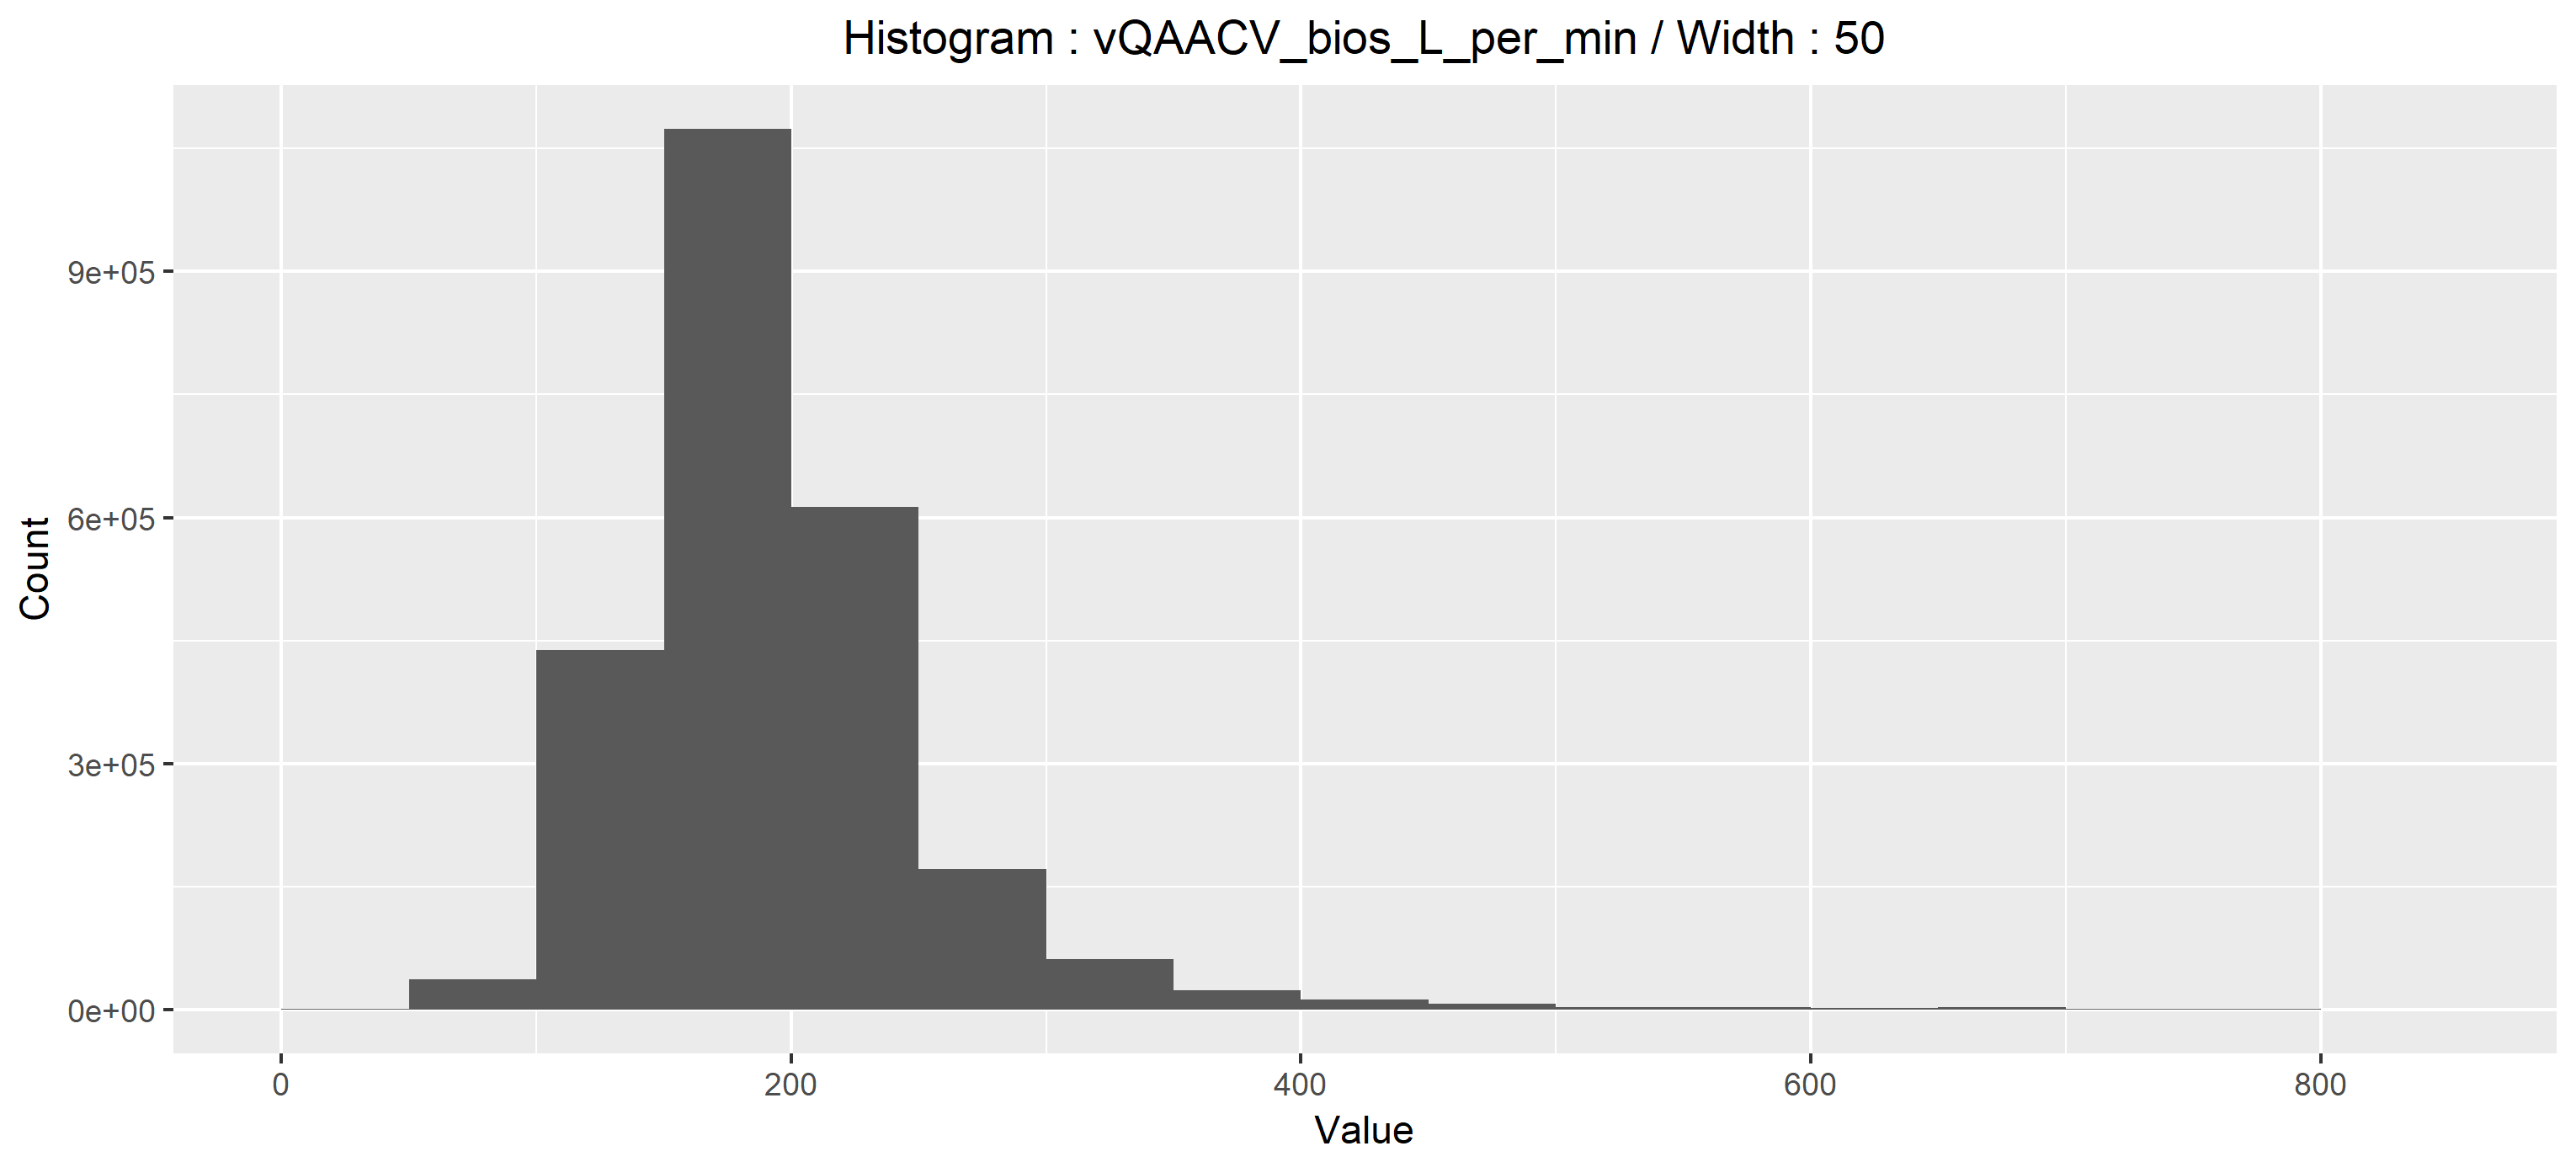 Histogram : vQAACV_bios_L_per_min / Width : 50
Count
9e+05
6e+05
3e+05
0e+00
0 200 400 600 800
Value